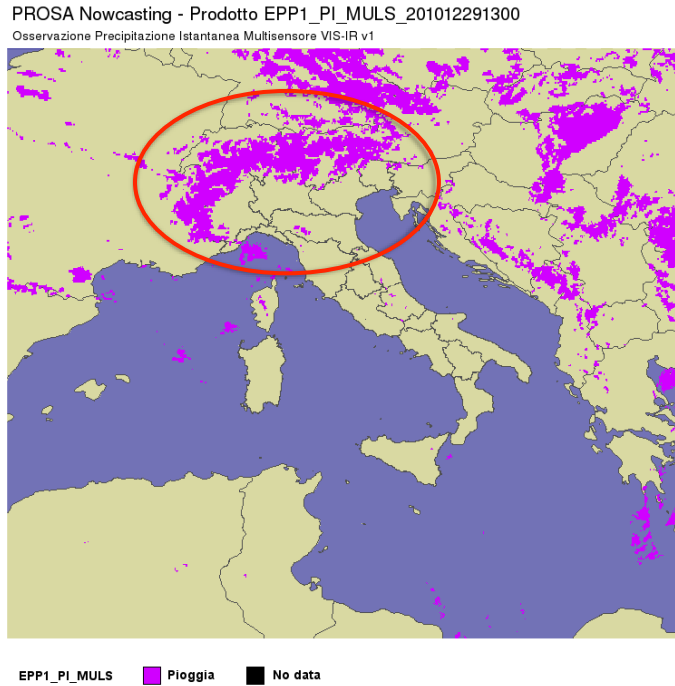 PROSA Nowcasting - Prodotto EPP1_PI_MULS_201012291300
Osservazione Precipitazione Istantanea Multisensore VIS-IR v1
EPP1_PI_MULS Pioggia No data